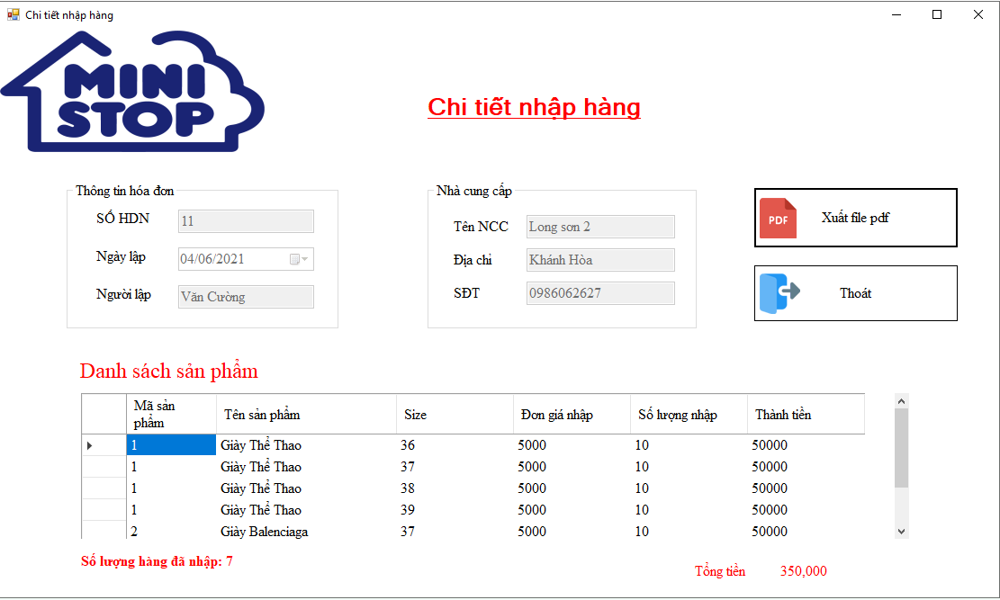 Chi tiết nhập hàng
MINI
STOP
Chi tiết nhập hàng
Thông tin hóa đơn
SỐ HDN 11
Ngày lập 04/06/2021
Người lập Văn Cường
Nhà cung cấp
Tên NCC Long sơn 2
Địa chỉ Khánh Hòa
SĐT 0986062627
PDF Xuất file pdf
Thoát
Danh sách sản phẩm
Mã sản phẩm Tên sản phẩm Size Đơn giá nhập Số lượng nhập Thành tiền
1 Giày Thể Thao 36 5000 10 50000
1 Giày Thể Thao 37 5000 10 50000
1 Giày Thể Thao 38 5000 10 50000
1 Giày Thể Thao 39 5000 10 50000
2 Giày Balenciaga 37 5000 10 50000
Số lượng hàng đã nhập: 7
Tổng tiền 350,000